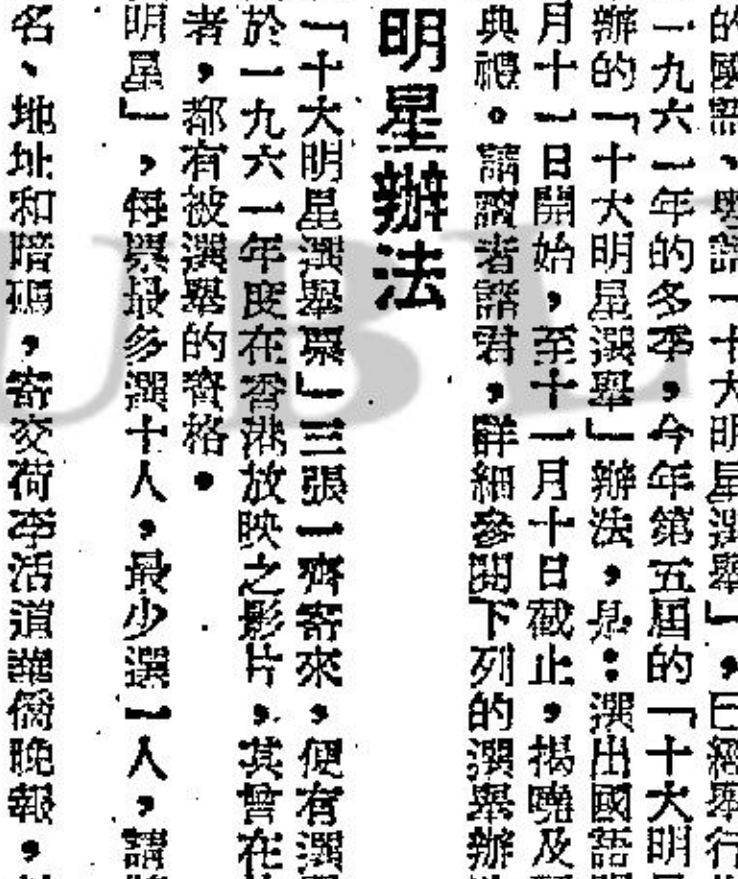 的國語、粵語「十大明星選舉」,已經舉行
一九六一年的冬季,今年第五屆的「十大明
辦的「十大明星選舉」辦法,是:選出國語
月十一日開始,至十一月十日截止,揭曉及
典禮。請讀者諸君,詳細參閱下列的選舉辦
明星辦法
「十大明星選舉票」三張一齊寄來,便有選
於一九六一年度在香港放映之影片,其曾在
者,都有被選舉的資格。
明星」,每票最多選十人,最少選一人,請
名、地址和暗碼,寄交荷李活道華僑晚報,
UBL